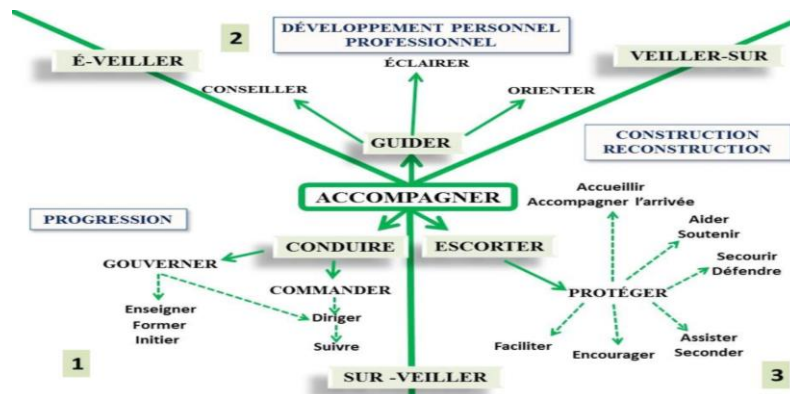 2
DÉVELOPPEMENT PERSONNEL
PROFESSIONNEL
É-VEILLER
VEILLER-SUR
ÉCLAIRER
CONSEILLER
ORIENTER
GUIDER
CONSTRUCTION
RECONSTRUCTION
ACCOMPAGNER
PROGRESSION
CONDUIRE
ESCORTER
GOUVERNER
COMMANDER
Enseigner
Former
Initier
Diriger
Suivre
1
SUR -VEILLER
Accueillir
Accompagner l'arrivée
Aider
Soutenir
Secourir
Défendre
PROTÉGER
Faciliter
Encourager
Assister
Seconder
3